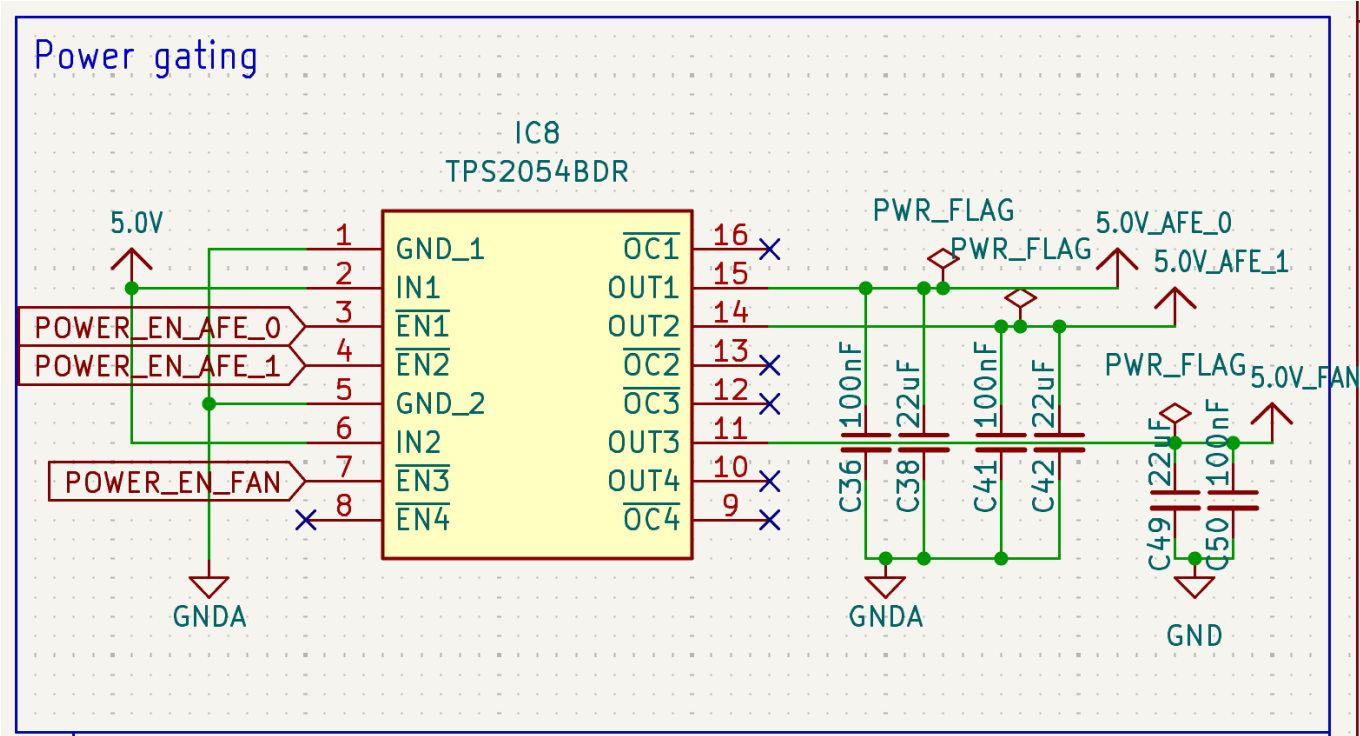 Power gating
IC8
TPS2054BDR
5.0V
1
GND_1
2
IN1
POWER_EN_AFE_0
3
EN1
POWER_EN_AFE_1
4
EN2
5
GND_2
6
IN2
POWER_EN_FAN
7
EN3
8
EN4
GNDA
OC1
16
OUT1
15
OUT2
14
OC2
13
OC3
12
OUT3
11
OUT4
10
OC4
9
PWR_FLAG
PWR_FLAG
5.0V_AFE_0
5.0V_AFE_1
PWR_FLAG
5.0V_FAN
100nF
C36
22uF
C38
100nF
C41
22uF
C42
22uF
C49
100nF
C50
GNDA
GND